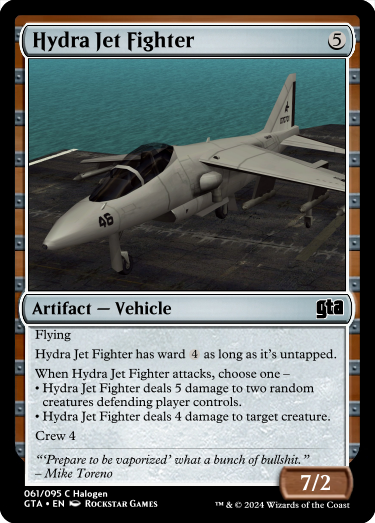 Hydra Jet Fighter 5
46
Artifact — Vehicle gta
Flying
Hydra Jet Fighter has ward 4 as long as it's untapped.
When Hydra Jet Fighter attacks, choose one –
• Hydra Jet Fighter deals 5 damage to two random
creatures defending player controls.
• Hydra Jet Fighter deals 4 damage to target creature.
Crew 4
“‘Prepare to be vaporized’ what a bunch of bullshit.”
– Mike Toreno
7/2
061/095 C Halogen
GTA • EN Rockstar Games
™ & © 2024 Wizards of the Coast